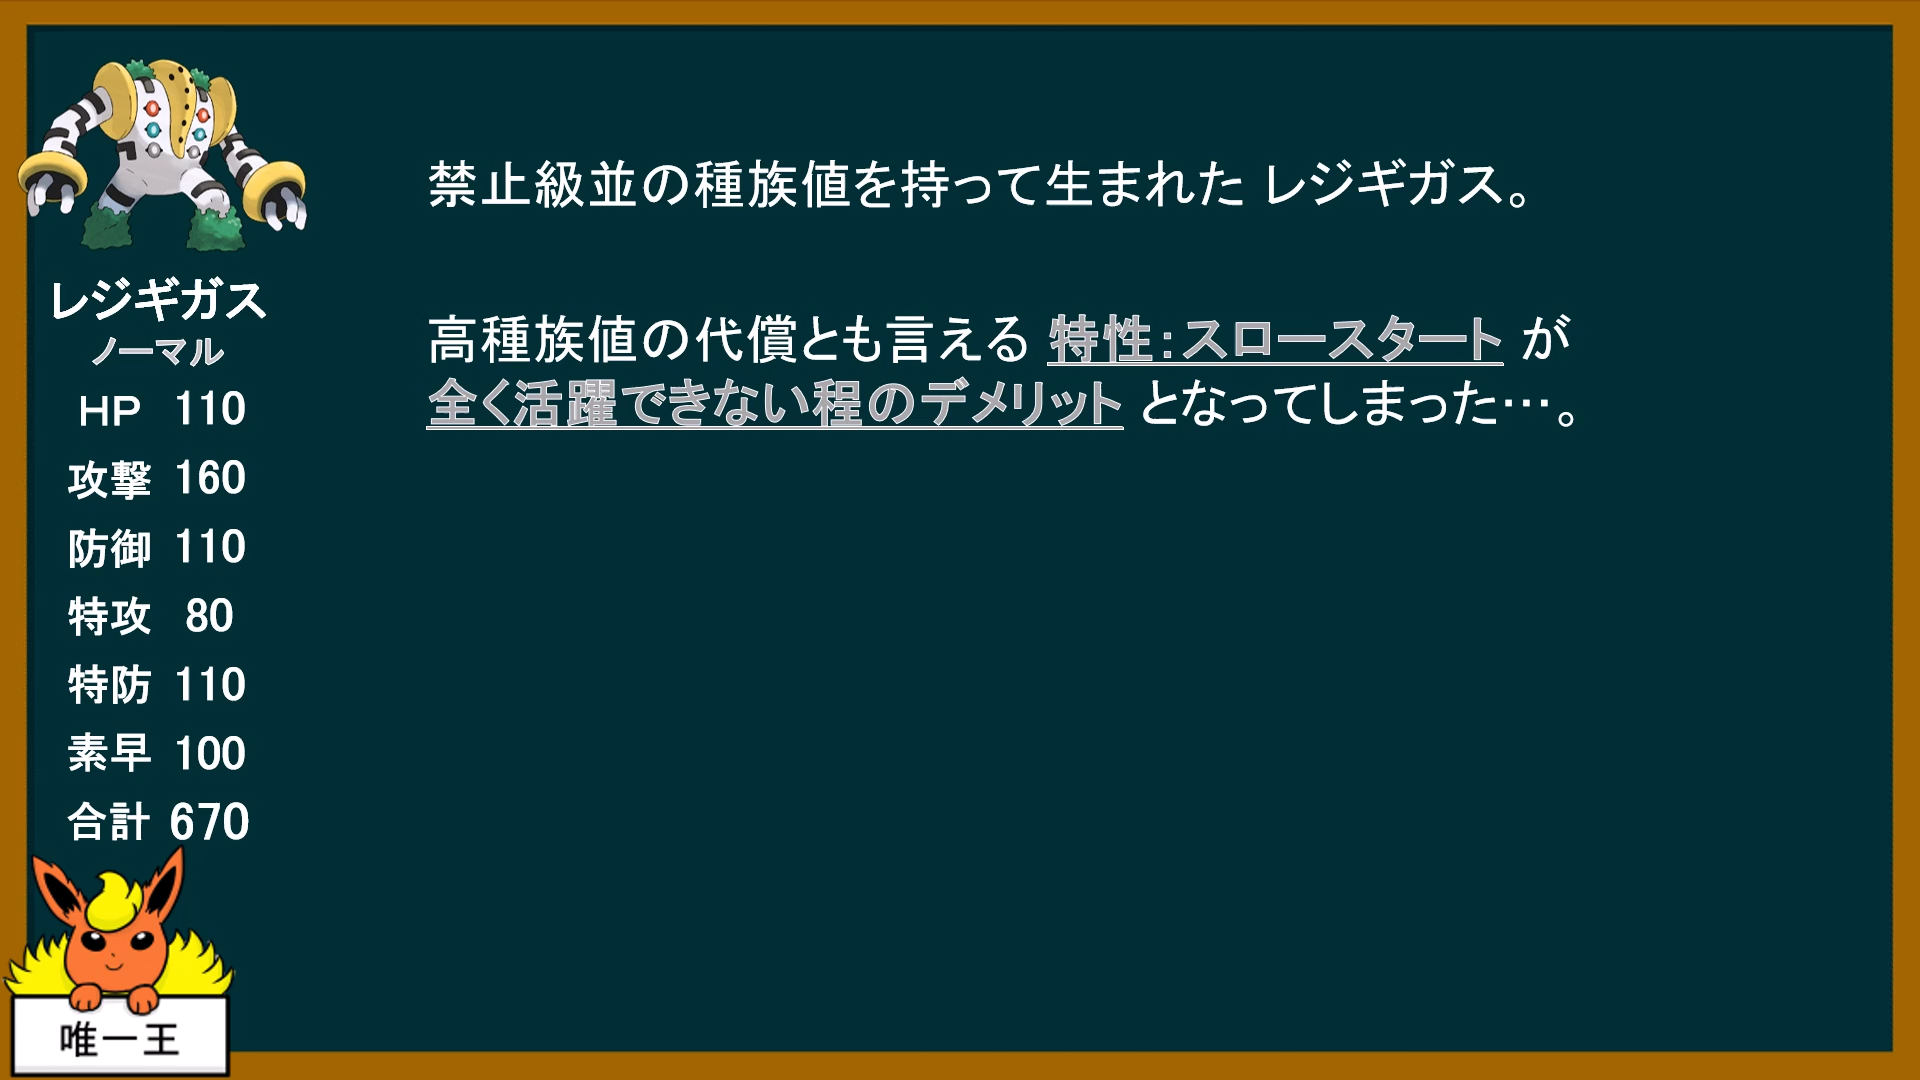 禁止級並の種族値を持って生まれた レジギガス。
高種族値の代償とも言える 特性：スロースタート が
全く活躍できない程のデメリット となってしまった…。
レジギガス
ノーマル
HP 110
攻撃 160
防御 110
特攻 80
特防 110
素早 100
合計 670
唯一王